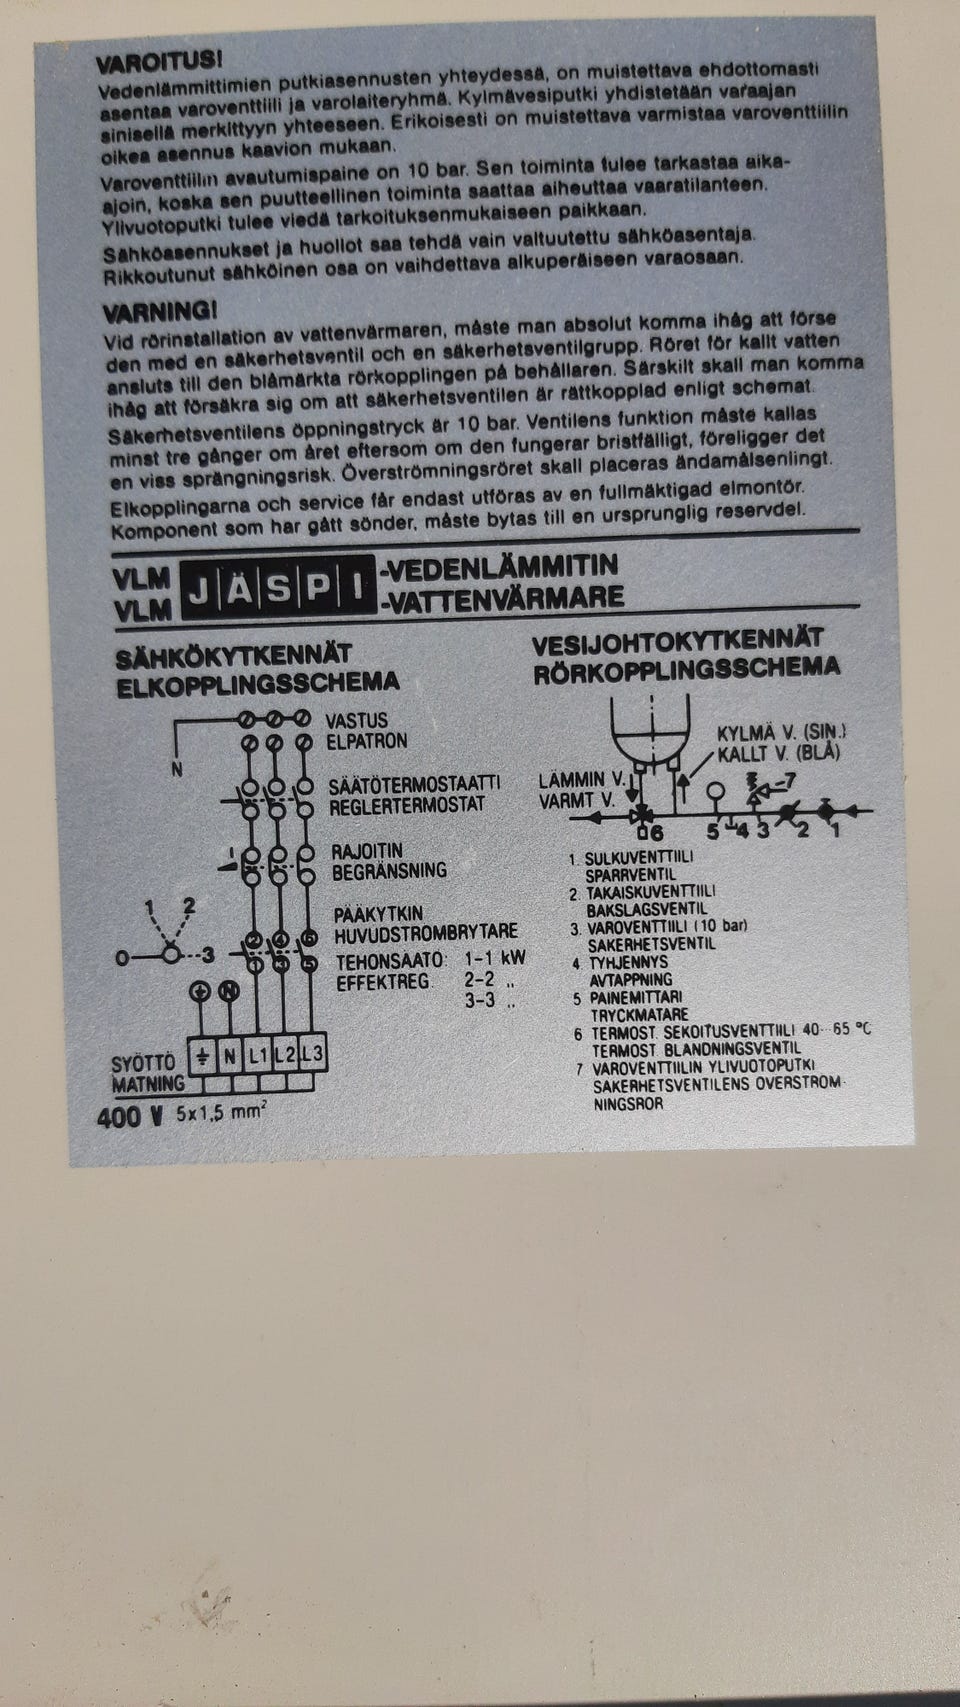 VAROITUS!
Vedenlämmittimien putkiasennusten yhteydessä, on muistettava ehdottomasti
asentaa varoventtiili ja varolaiteryhmä. Kylmävesiputki yhdistetään varaajan
sinisellä merkittyyn yhteeseen. Erikoisesti on muistettava varmistaa varoventtiilin
oikea asennus kaavion mukaan.
Varoventtiilin avautumispaine on 10 bar. Sen toiminta tulee tarkastaa aika-
ajoin, koska sen puutteellinen toiminta saattaa aiheuttaa vaaratilanteen.
Ylivuotoputki tulee viedä tarkoituksenmukaiseen paikkaan.
Sähköasennukset ja huollot saa tehdä vain valtuutettu sähköasentaja.
Rikkoutunut sähköinen osa on vaihdettava alkuperäiseen varaosaan.
VARNING!
Vid rörinstallation av vattenvärmaren, måste man absolut komma ihåg att förse
den med en säkerhetsventil och en säkerhetsventilgrupp. Röret för kallt vatten
ansluts till den blåmärkta rörkopplingen på behållaren. Särskilt skall man komma
ihåg att försäkra sig om att säkerhetsventilen är rättkopplad enligt schemat.
Säkerhetsventilens öppningstryck är 10 bar. Ventilens funktion måste kallas
minst tre gånger om året eftersom om den fungerar bristfälligt, föreligger det
en viss sprängningsrisk. Överströmningsröret skall placeras ändamålsenlingt.
Elkopplingarna och service får endast utföras av en fullmäktigad elmontör.
Komponent som har gått sönder, måste bytas till en ursprunglig reservdel.
VLM JÄSPI -VEDENLÄMMITIN
VLM -VATTENVÄRMARE
SÄHKÖKYTKENNÄT
ELKOPPLINGSSCHEMA
VASTUS
ELPATRON
N
SÄÄTÖTERMOSTAATTI
REGLERTERMOSTAT
RAJOITIN
BEGRÄNSNING
1 2
0 3
PÄÄKYTKIN
HUVUDSTROMBRYTARE
2 4 6
1 3 5
TEHONSÄÄTO: 1-1 kW
EFFEKTREG. 2-2 „
3-3 „
N
SYÖTTÖ
MATNING
⏚ N L1 L2 L3
400 V 5x1,5 mm²
VESIJOHTOKYTKENNÄT
RÖRKOPPLINGSSCHEMA
KYLMÄ V. (SIN.)
KALLT V. (BLÅ)
LÄMMIN V.
VARMT V.
7
6 5 4 3 2 1
1. SULKUVENTTIILI
SPARRVENTIL
2 TAKAISKUVENTTIILI
BAKSLAGSVENTIL
3. VAROVENTTIILI (10 bar)
SAKERHETSVENTIL
4 TYHJENNYS
AVTAPPNING
5 PAINEMITTARI
TRYCKMATARE
6 TERMOST. SEKOITUSVENTTIILI 40-65 °C
TERMOST. BLANDNINGSVENTIL
7 VAROVENTTIILIN YLIVUOTOPUTKI
SAKERHETSVENTILENS OVERSTROM-
NINGSROR